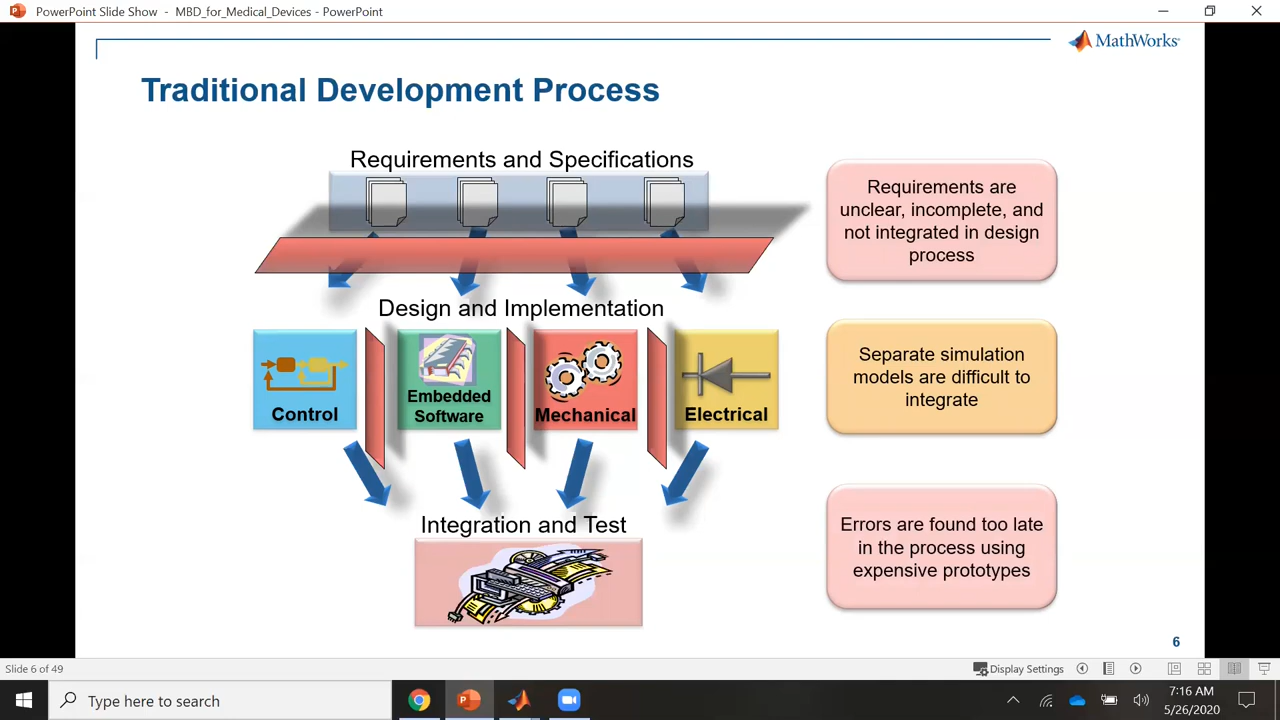 PowerPoint Slide Show - MBD_for_Medical_Devices - PowerPoint
MathWorks®
Traditional Development Process
Requirements and Specifications
Requirements are
unclear, incomplete, and
not integrated in design
process
Design and Implementation
Control
Embedded
Software
Mechanical
Electrical
Separate simulation
models are difficult to
integrate
Integration and Test
Errors are found too late
in the process using
expensive prototypes
6
Slide 6 of 49
Display Settings
Type here to search
7:16 AM
5/26/2020